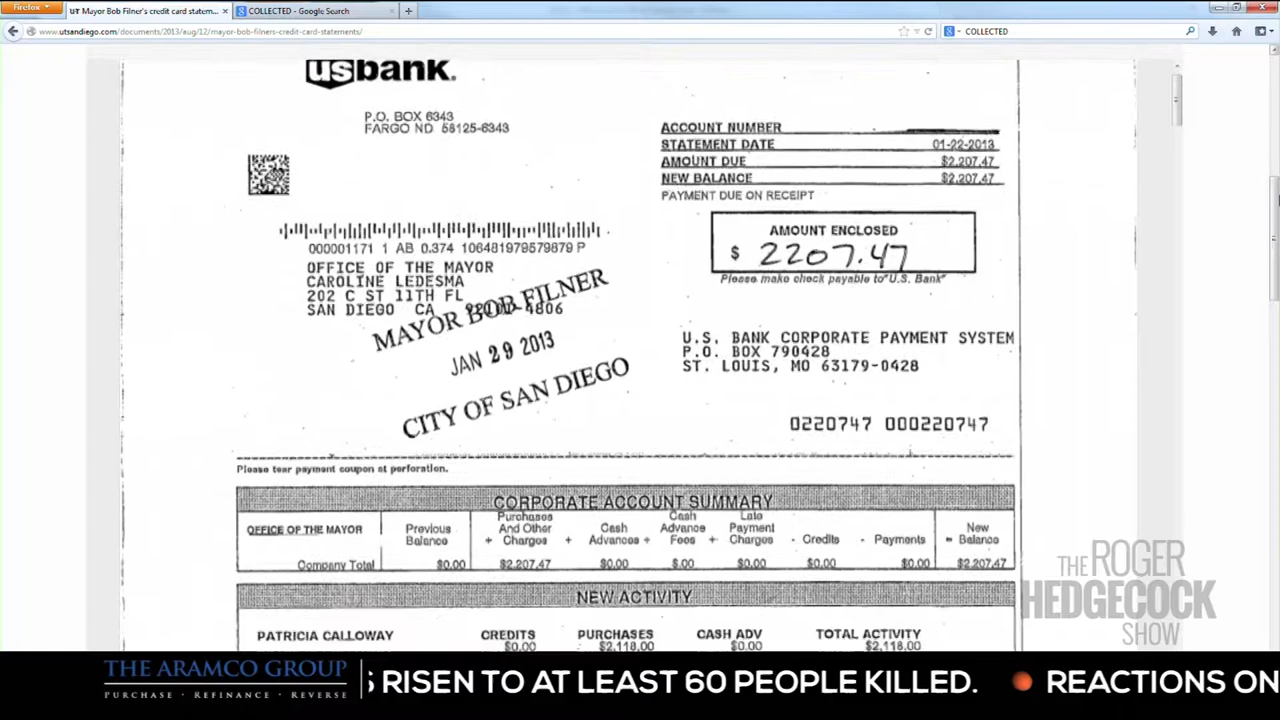 Firefox
Mayor Bob Filner's credit card statem...
COLLECTED - Google Search
www.utsandiego.com/documents/2013/aug/12/mayor-bob-filners-credit-card-statements/
COLLECTED
usbank.
P.O. BOX 6343
FARGO ND 58125-6343
ACCOUNT NUMBER
STATEMENT DATE 01-22-2013
AMOUNT DUE $2,207.47
NEW BALANCE $2,207.47
PAYMENT DUE ON RECEIPT
AMOUNT ENCLOSED
$ 2207.47
Please make check payable to"U.S. Bank"
000001171 1 AB 0.374 106481979579879 P
OFFICE OF THE MAYOR
CAROLINE LEDESMA
202 C ST 11TH FL
SAN DIEGO CA 4806
MAYOR BOB FILNER
JAN 29 2013
CITY OF SAN DIEGO
U.S. BANK CORPORATE PAYMENT SYSTEM
P.O. BOX 790428
ST. LOUIS, MO 63179-0428
0220747 000220747
Please tear payment coupon at perforation.
CORPORATE ACCOUNT SUMMARY
OFFICE OF THE MAYOR
Previous Balance
Purchases And Other + Charges
+ Cash Advances
+ Cash Advance Fees
+ Late Payment Charges
- Credits
- Payments
= New Balance
Company Total $0.00 $2,207.47 $0.00 $.00 $0.00 $0.00 $0.00 $2,207.47
NEW ACTIVITY
PATRICIA CALLOWAY CREDITS PURCHASES CASH ADV TOTAL ACTIVITY
$0.00 $2,118.00 $0.00 $2,118.00
THE ROGER
HEDGECOCK
SHOW
THE ARAMCO GROUP
PURCHASE • REFINANCE • REVERSE
S RISEN TO AT LEAST 60 PEOPLE KILLED. REACTIONS ON